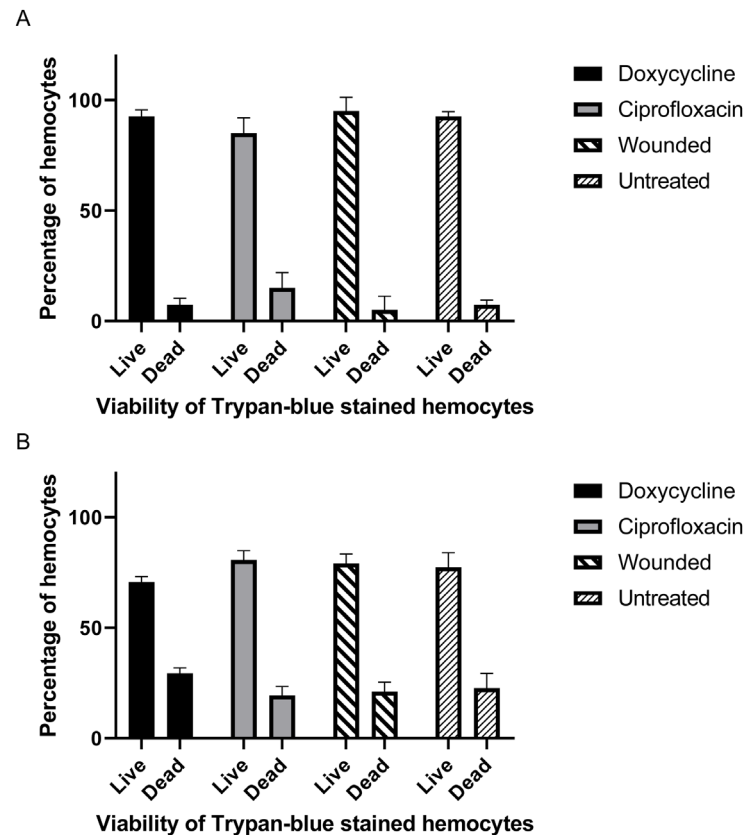 A
Percentage of hemocytes
100
50
0
Live
Dead
Live
Dead
Live
Dead
Live
Dead
Viability of Trypan-blue stained hemocytes
Doxycycline
Ciprofloxacin
Wounded
Untreated
B
Percentage of hemocytes
100
50
0
Live
Dead
Live
Dead
Live
Dead
Live
Dead
Viability of Trypan-blue stained hemocytes
Doxycycline
Ciprofloxacin
Wounded
Untreated